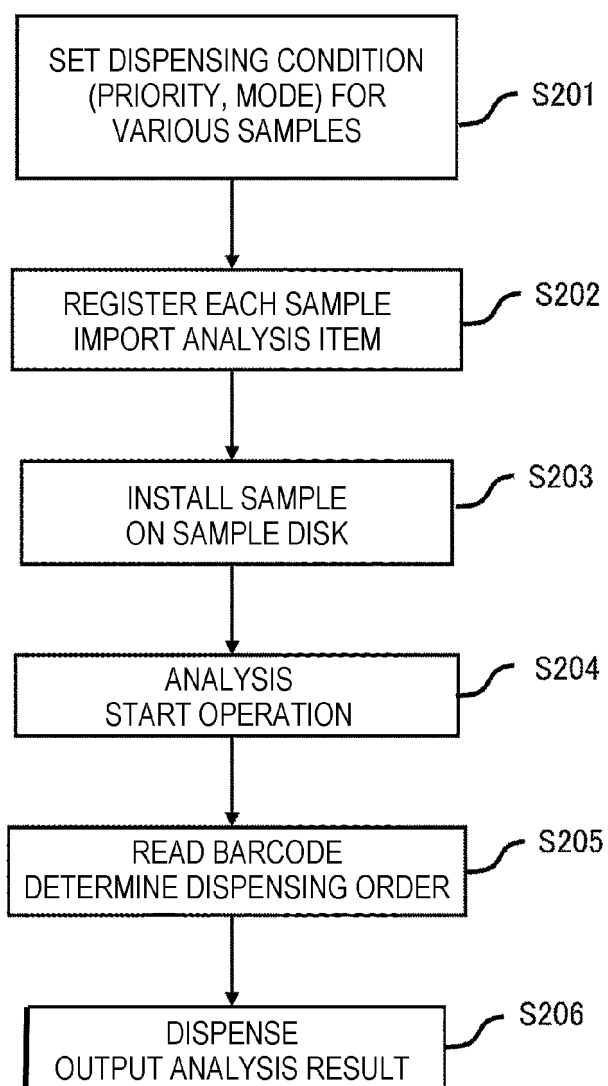 SET DISPENSING CONDITION
(PRIORITY, MODE) FOR
VARIOUS SAMPLES
S201
REGISTER EACH SAMPLE
IMPORT ANALYSIS ITEM
S202
INSTALL SAMPLE
ON SAMPLE DISK
S203
ANALYSIS
START OPERATION
S204
READ BARCODE
DETERMINE DISPENSING ORDER
S205
DISPENSE
OUTPUT ANALYSIS RESULT
S206